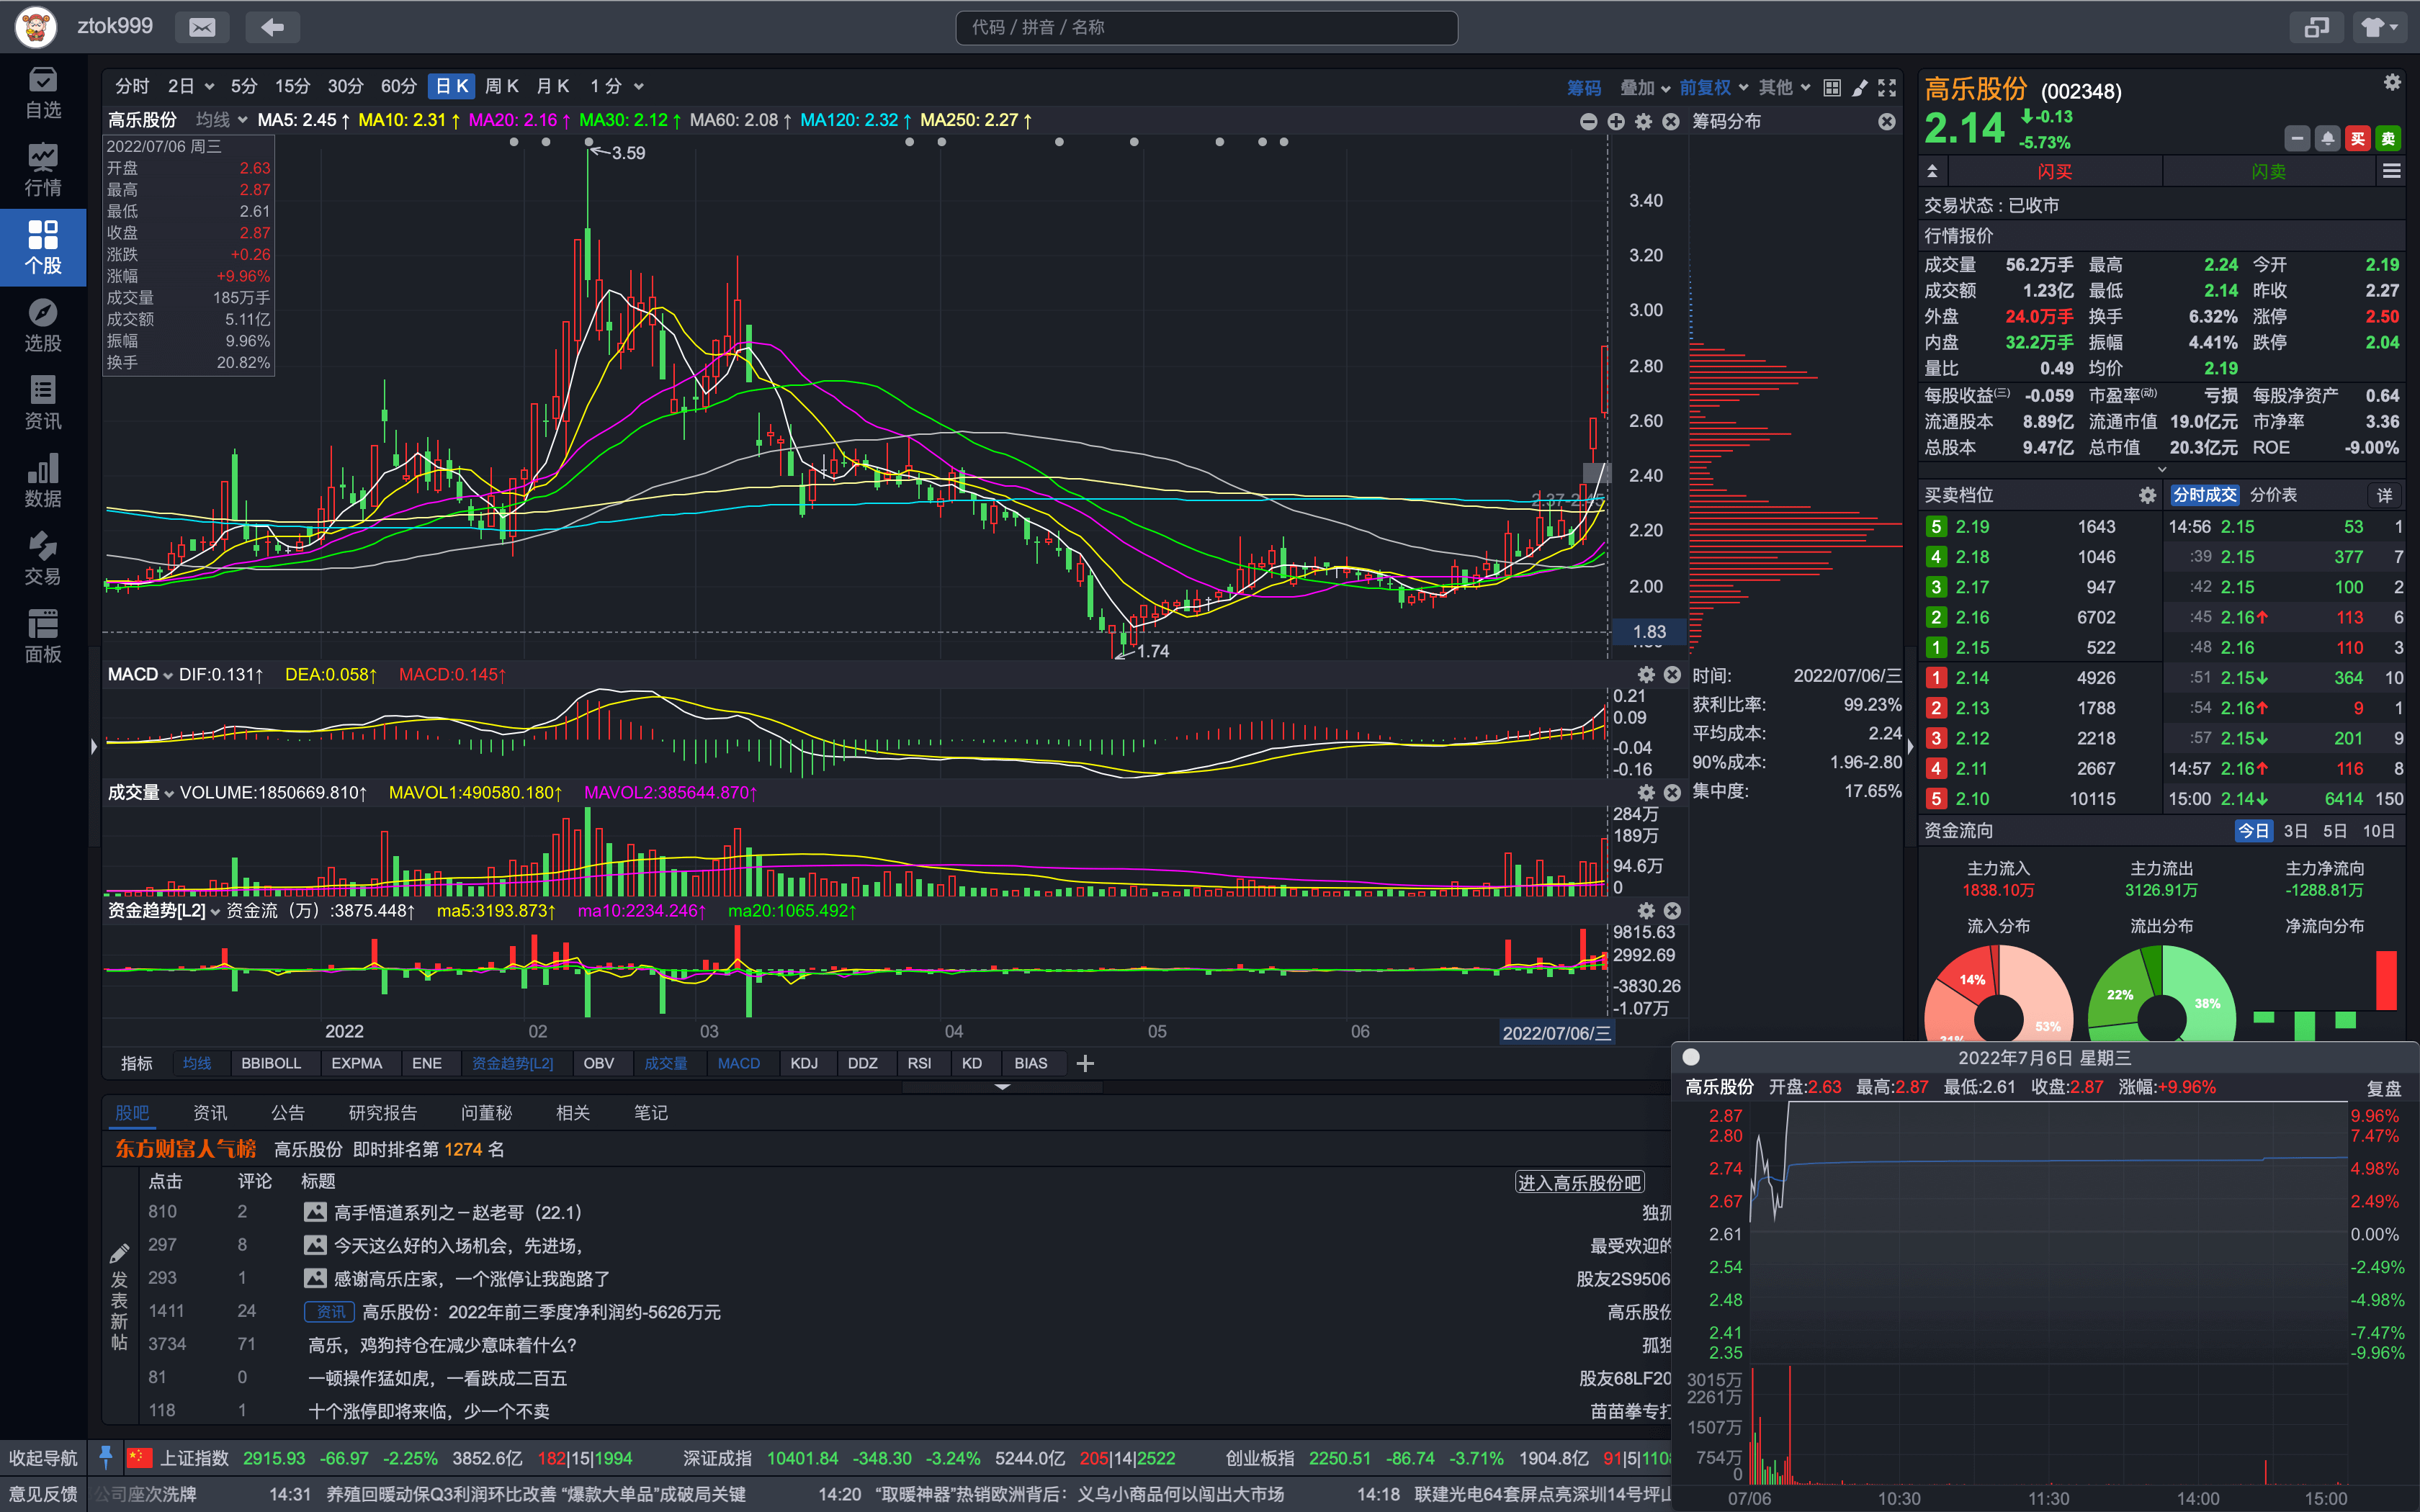 ztok999
代码 / 拼音 / 名称
自选
行情
个股
选股
资讯
数据
交易
面板
分时 2日 5分 15分 30分 60分 日K 周K 月K 1分 筹码 叠加 前复权 其他
高乐股份 均线 MA5: 2.45↑ MA10: 2.31↑ MA20: 2.16↑ MA30: 2.12↑ MA60: 2.08↑ MA120: 2.32↑ MA250: 2.27↑ 筹码分布
2022/07/06 周三
开盘 2.63
最高 2.87
最低 2.61
收盘 2.87
涨跌 +0.26
涨幅 +9.96%
成交量 185万手
成交额 5.11亿
振幅 9.96%
换手 20.82%
3.59
3.40
3.20
3.00
2.80
2.60
2.40
2.37-2.45
2.20
2.00
1.83
1.74
MACD DIF:0.131↑ DEA:0.058↑ MACD:0.145↑
0.21
0.09
-0.04
-0.16
时间: 2022/07/06/三
获利比率: 99.23%
平均成本: 2.24
90%成本: 1.96-2.80
集中度: 17.65%
成交量 VOLUME:1850669.810↑ MAVOL1:490580.180↑ MAVOL2:385644.870↑
284万
189万
94.6万
0
资金趋势[L2] 资金流（万）:3875.448↑ ma5:3193.873↑ ma10:2234.246↑ ma20:1065.492↑
9815.63
2992.69
-3830.26
-1.07万
2022 02 03 04 05 06 2022/07/06/三
指标 均线 BBIBOLL EXPMA ENE 资金趋势[L2] OBV 成交量 MACD KDJ DDZ RSI KD BIAS
股吧 资讯 公告 研究报告 问董秘 相关 笔记
东方财富人气榜 高乐股份 即时排名第 1274 名
点击 评论 标题 进入高乐股份吧
810 2 高手悟道系列之－赵老哥（22.1） 独孤
297 8 今天这么好的入场机会，先进场， 最受欢迎的
293 1 感谢高乐庄家，一个涨停让我跑路了 股友2S9506
1411 24 资讯 高乐股份：2022年前三季度净利润约-5626万元 高乐股份
3734 71 高乐，鸡狗持仓在减少意味着什么？ 孤独
81 0 一顿操作猛如虎，一看跌成二百五 股友68LF20
118 1 十个涨停即将来临，少一个不卖 苗苗拳专打
发表新帖
高乐股份 (002348)
2.14 -0.13
-5.73%
买 卖
闪买 闪卖
交易状态：已收市
行情报价
成交量 56.2万手 最高 2.24 今开 2.19
成交额 1.23亿 最低 2.14 昨收 2.27
外盘 24.0万手 换手 6.32% 涨停 2.50
内盘 32.2万手 振幅 4.41% 跌停 2.04
量比 0.49 均价 2.19
每股收益(三) -0.059 市盈率(动) 亏损 每股净资产 0.64
流通股本 8.89亿 流通市值 19.0亿元 市净率 3.36
总股本 9.47亿 总市值 20.3亿元 ROE -9.00%
买卖档位 分时成交 分价表 详
5 2.19 1643 14:56 2.15 53 1
4 2.18 1046 :39 2.15 377 7
3 2.17 947 :42 2.15 100 2
2 2.16 6702 :45 2.16↑ 113 6
1 2.15 522 :48 2.16 110 3
1 2.14 4926 :51 2.15↓ 364 10
2 2.13 1788 :54 2.16↑ 9 1
3 2.12 2218 :57 2.15↓ 201 9
4 2.11 2667 14:57 2.16↑ 116 8
5 2.10 10115 15:00 2.14↓ 6414 150
资金流向 今日 3日 5日 10日
主力流入 主力流出 主力净流向
1838.10万 3126.91万 -1288.81万
流入分布 流出分布 净流向分布
14% 53% 31% 22% 38%
2022年7月6日 星期三
高乐股份 开盘:2.63 最高:2.87 最低:2.61 收盘:2.87 涨幅:+9.96% 复盘
2.87 9.96%
2.80 7.47%
2.74 4.98%
2.67 2.49%
2.61 0.00%
2.54 -2.49%
2.48 -4.98%
2.41 -7.47%
2.35 -9.96%
3015万
2261万
1507万
754万
0
07/06 10:30 11:30 14:00 15:00
收起导航 上证指数 2915.93 -66.97 -2.25% 3852.6亿 182|15|1994 深证成指 10401.84 -348.30 -3.24% 5244.0亿 205|14|2522 创业板指 2250.51 -86.74 -3.71% 1904.8亿 91|5|110
意见反馈 公司座次洗牌 14:31 养殖回暖动保Q3利润环比改善 “爆款大单品”成破局关键 14:20 “取暖神器”热销欧洲背后：义乌小商品何以闯出大市场 14:18 联建光电64套屏点亮深圳14号坪山